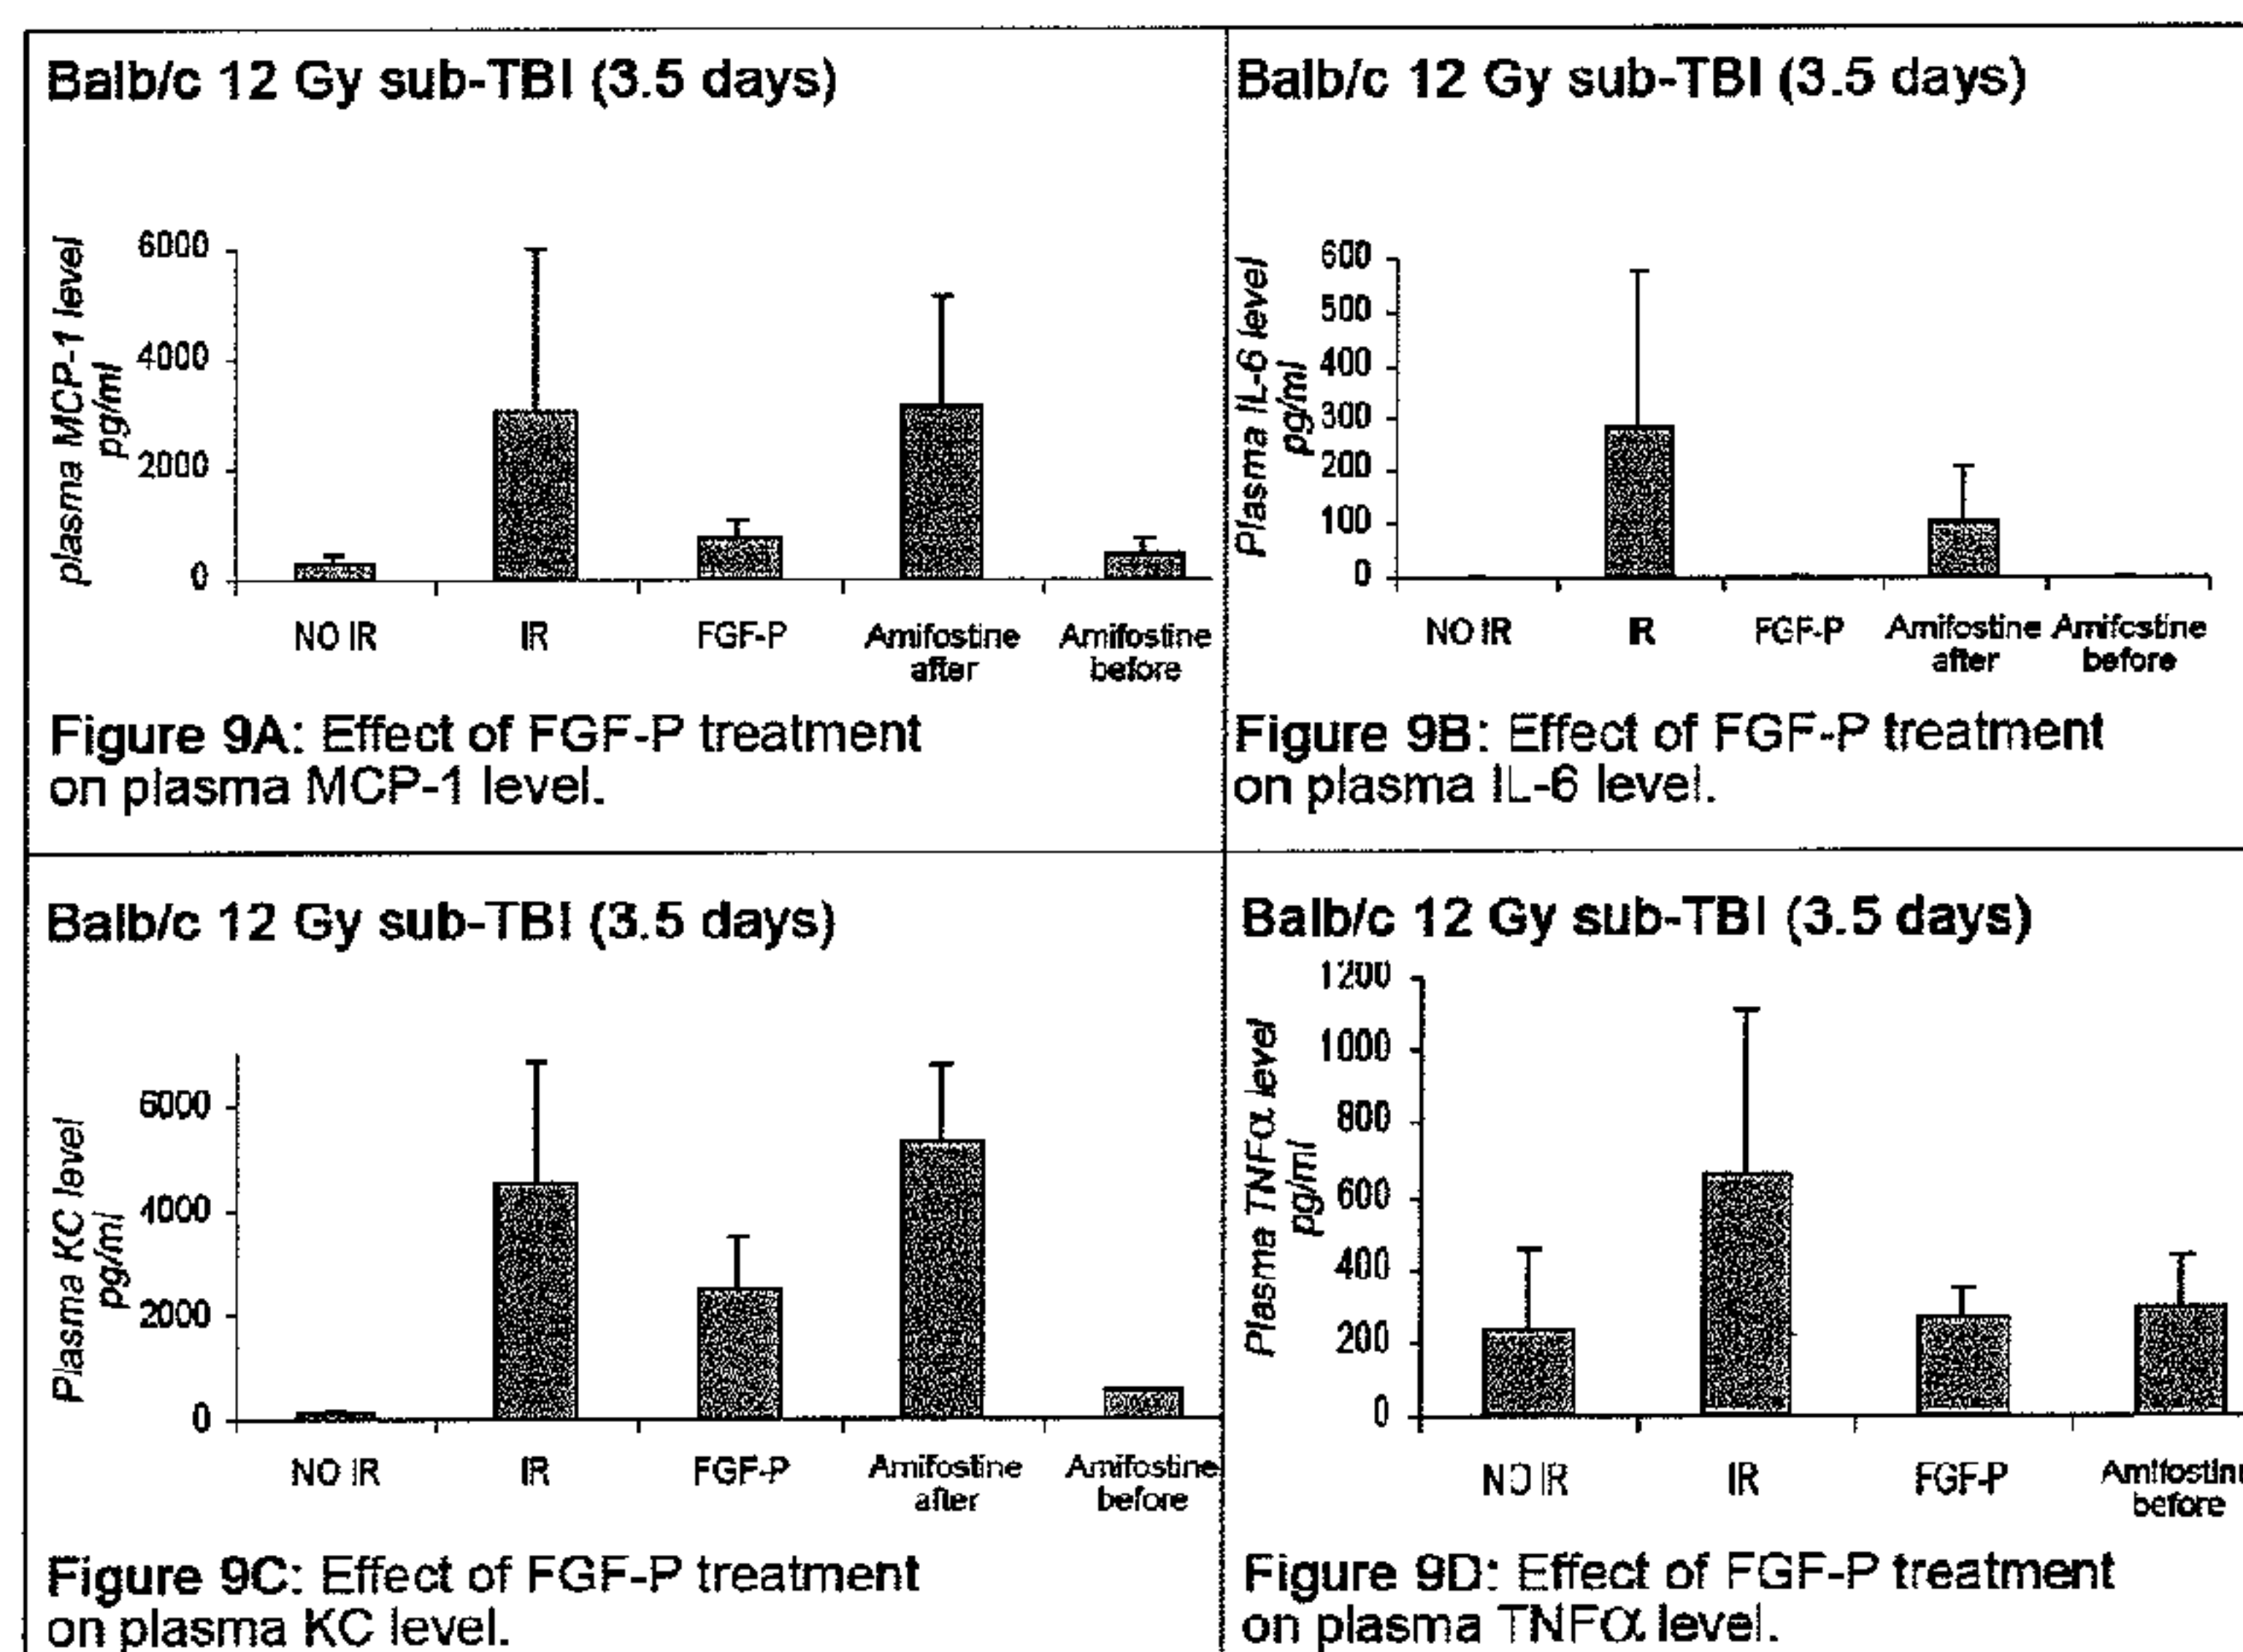 Balb/c 12 Gy sub-TBI (3.5 days)
plasma MCP-1 level
pg/ml
6000
4000
2000
0
NO IR
IR
FGF-P
Amifostine
after
Amifostine
before
Figure 9A: Effect of FGF-P treatment
on plasma MCP-1 level.
Balb/c 12 Gy sub-TBI (3.5 days)
Plasma IL-6 level
pg/ml
600
500
400
300
200
100
0
NO IR
IR
FGF-P
Amifostine
after
Amifostine
before
Figure 9B: Effect of FGF-P treatment
on plasma IL-6 level.
Balb/c 12 Gy sub-TBI (3.5 days)
Plasma KC level
pg/ml
6000
4000
2000
0
NO IR
IR
FGF-P
Amifostine
after
Amifostine
before
Figure 9C: Effect of FGF-P treatment
on plasma KC level.
Balb/c 12 Gy sub-TBI (3.5 days)
Plasma TNFα level
pg/ml
1200
1000
800
600
400
200
0
NO IR
IR
FGF-P
Amifostine
before
Figure 9D: Effect of FGF-P treatment
on plasma TNFα level.